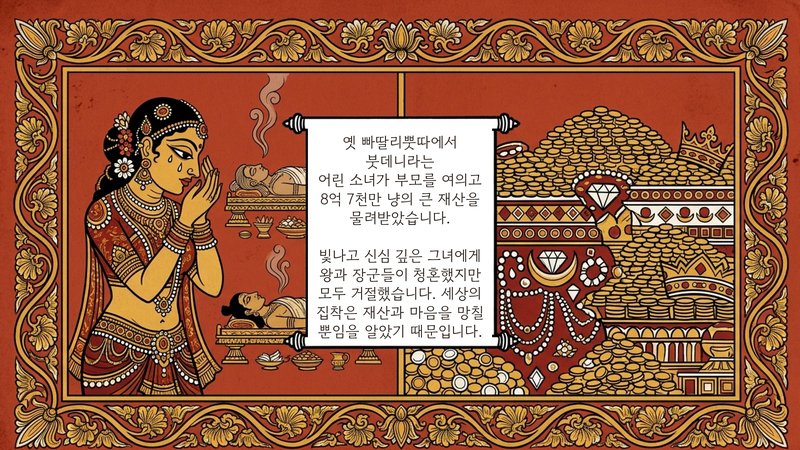 옛 빠딸리뿟따에서
붓데니라는
어린 소녀가 부모를 여의고
8억 7천만 냥의 큰 재산을
물려받았습니다.
빛나고 신심 깊은 그녀에게
왕과 장군들이 청혼했지만
모두 거절했습니다. 세상의
집착은 재산과 마음을 망칠
뿐임을 알았기 때문입니다.